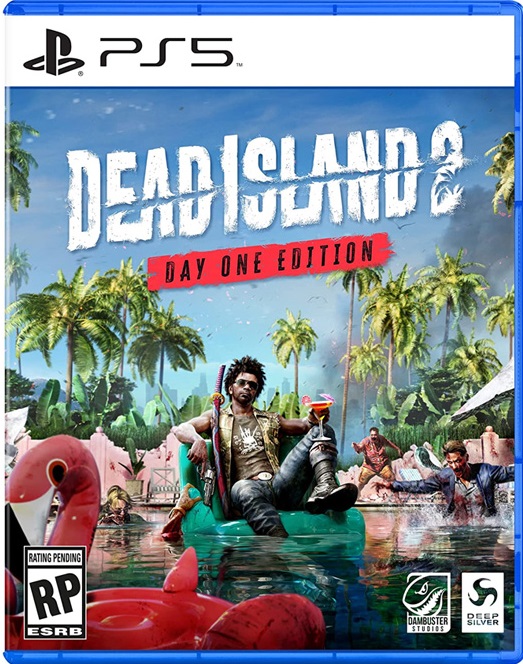 PS5
DEAD ISLAND 2
DAY ONE EDITION
RATING PENDING
RP
ESRB
DAMBUSTER
STUDIOS
DEEP
SILVER